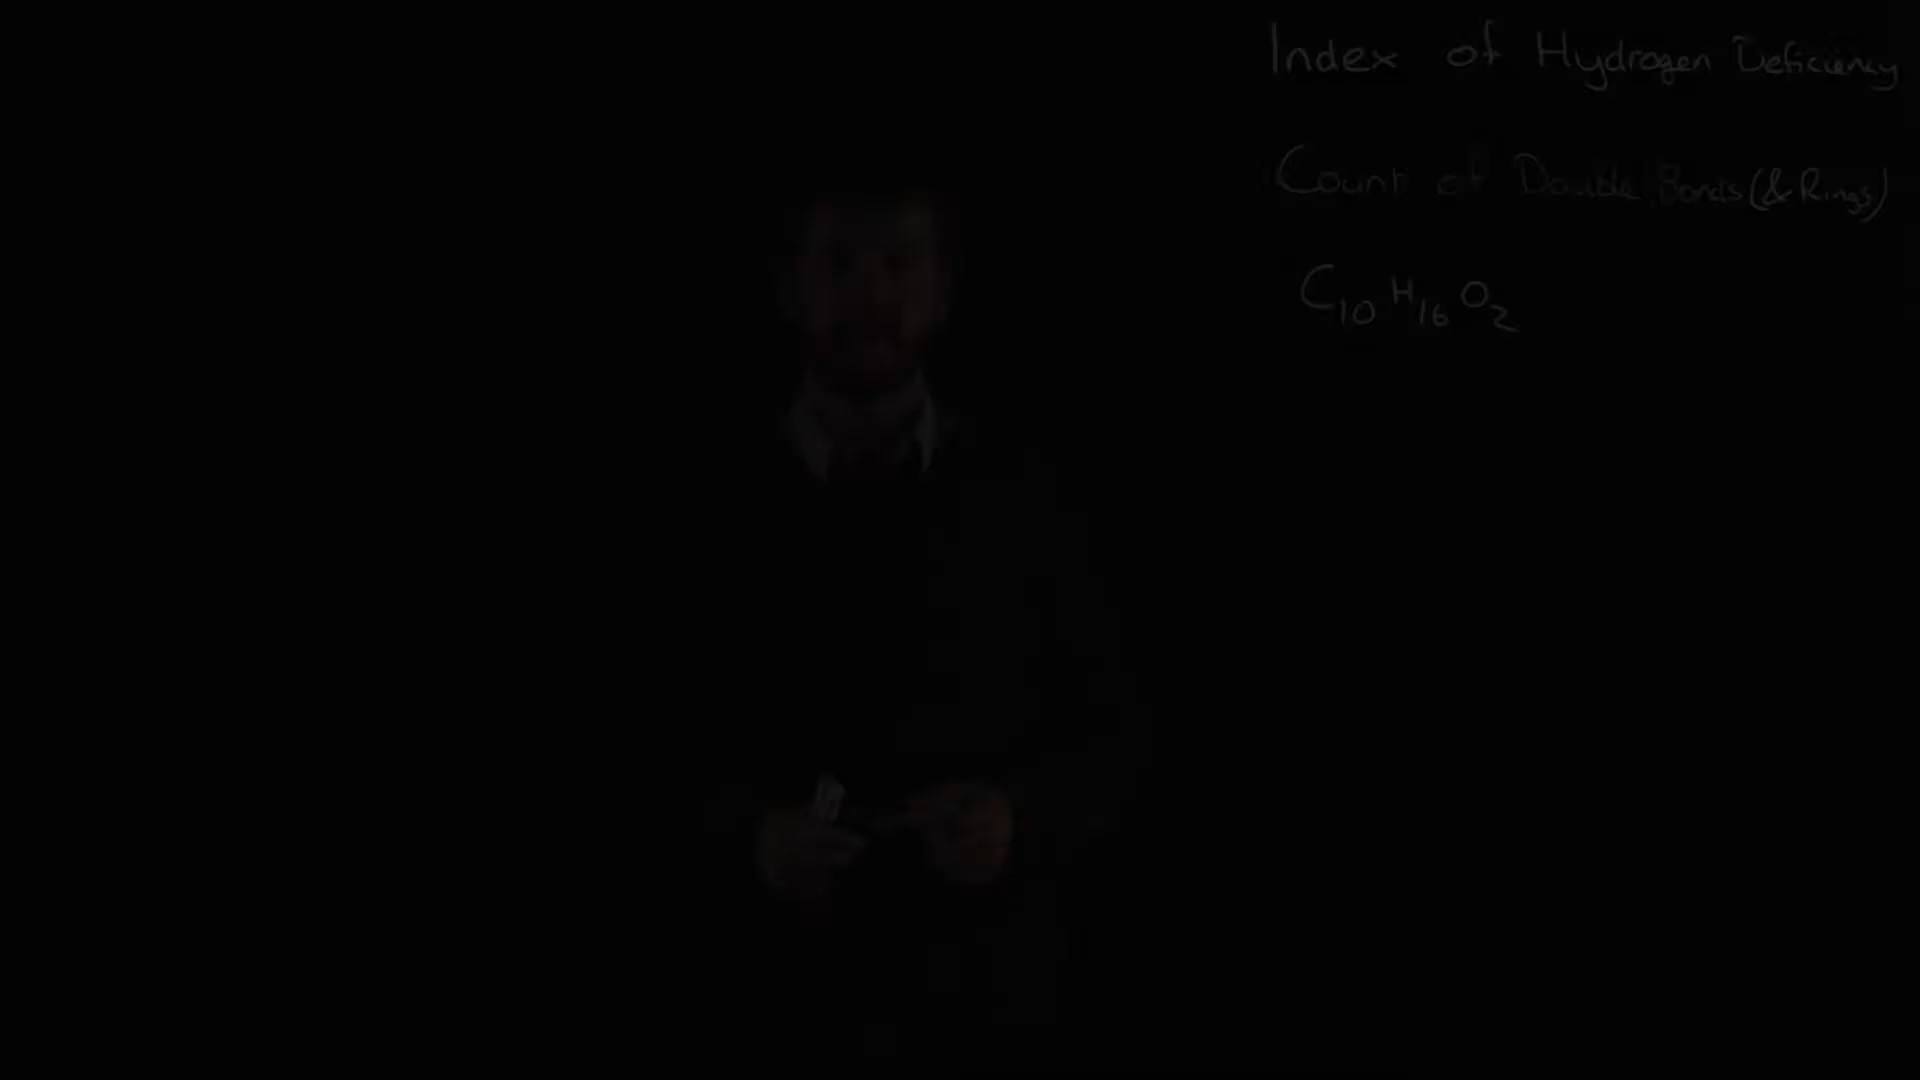 Index of Hydrogen Deficiency
Count of Double Bonds (& Rings)
C₁₀H₁₆O₂